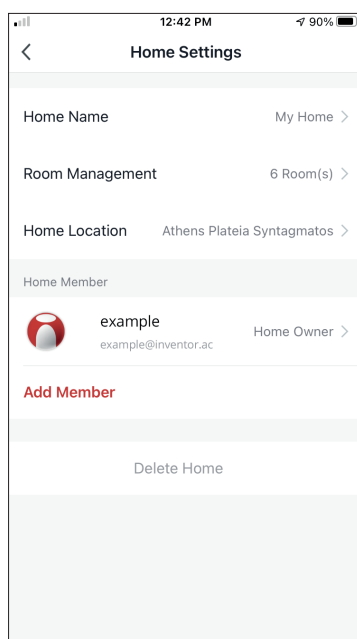 12:42 PM 90%
Home Settings
Home Name My Home
Room Management 6 Room(s)
Home Location Athens Plateia Syntagmatos
Home Member
example
example@inventor.ac
Home Owner
Add Member
Delete Home